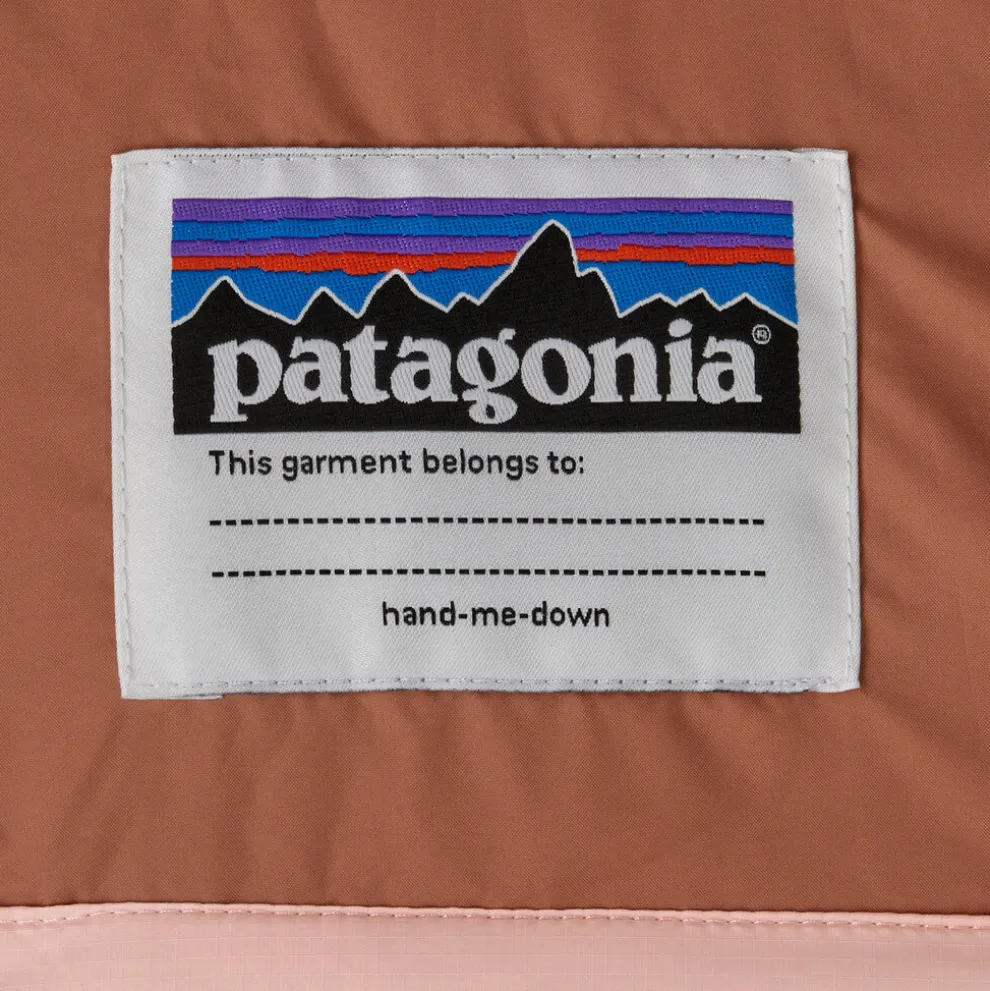 patagonia®
This garment belongs to:
hand-me-down